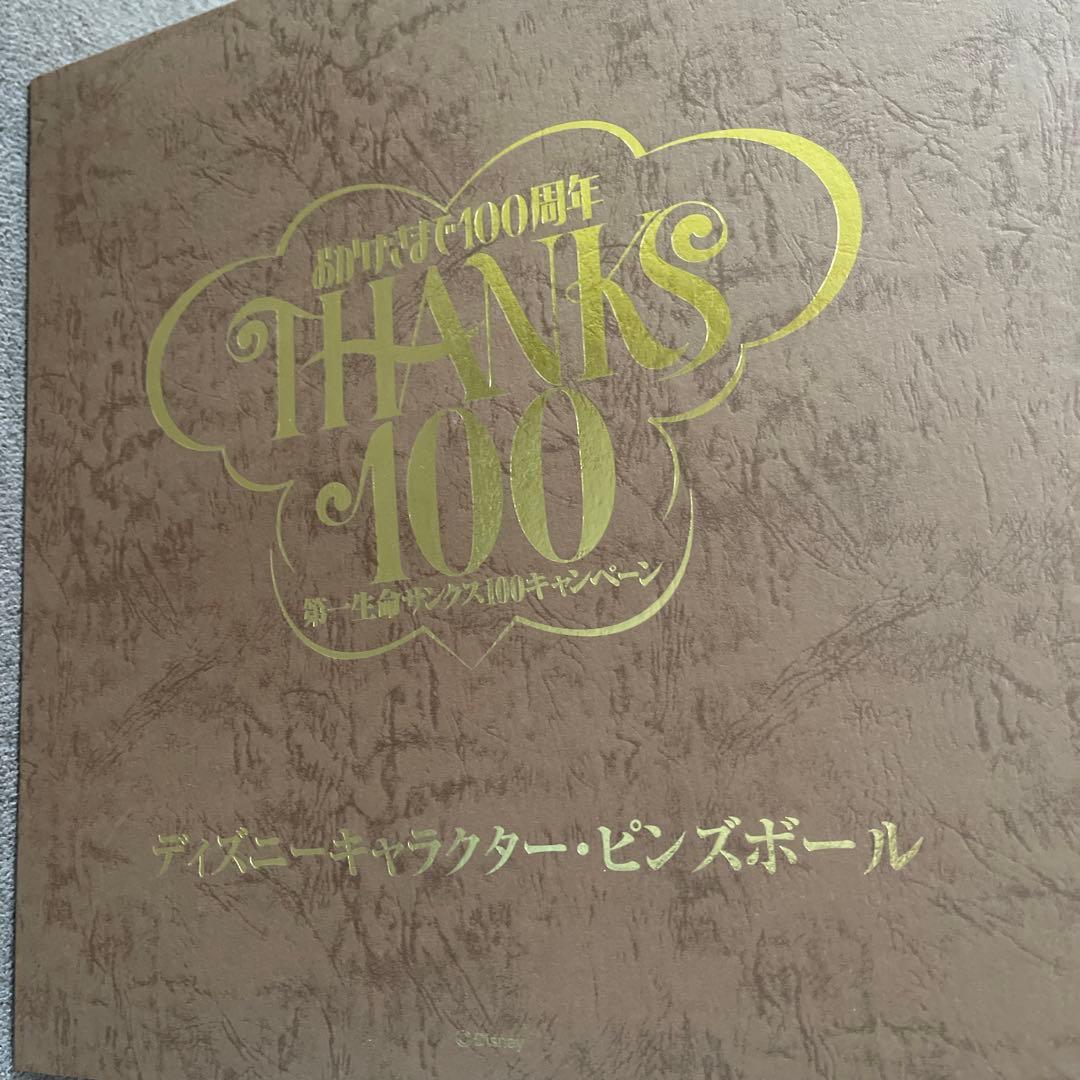 おかげさまで100周年
THANKS
100
第一生命サンクス100キャンペーン
ディズニーキャラクター・ピンズボール
©Disney